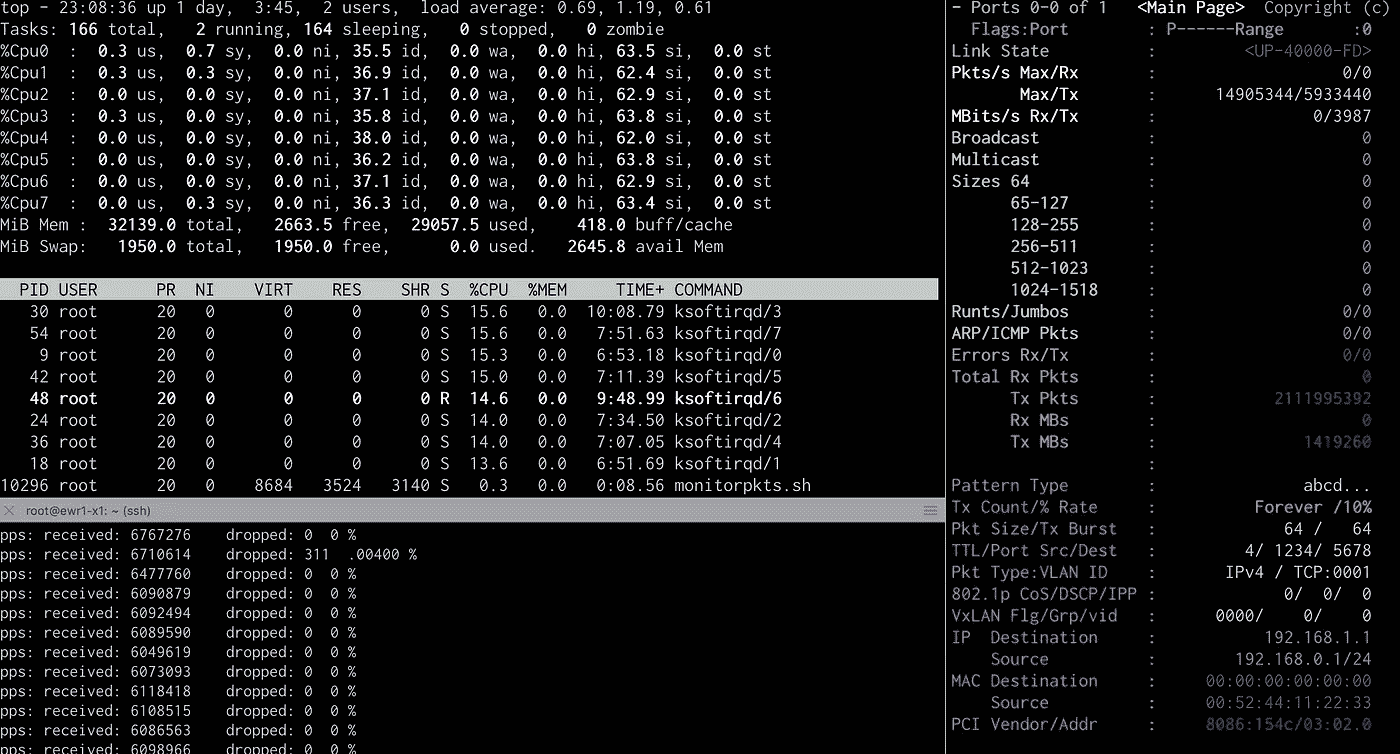 top - 23:08:36 up 1 day,  3:45,  2 users,  load average: 0.69, 1.19, 0.61
Tasks: 166 total,   2 running, 164 sleeping,   0 stopped,   0 zombie
%Cpu0  :  0.3 us,  0.7 sy,  0.0 ni, 35.5 id,  0.0 wa,  0.0 hi, 63.5 si,  0.0 st
%Cpu1  :  0.3 us,  0.3 sy,  0.0 ni, 36.9 id,  0.0 wa,  0.0 hi, 62.4 si,  0.0 st
%Cpu2  :  0.0 us,  0.0 sy,  0.0 ni, 37.1 id,  0.0 wa,  0.0 hi, 62.9 si,  0.0 st
%Cpu3  :  0.3 us,  0.0 sy,  0.0 ni, 35.8 id,  0.0 wa,  0.0 hi, 63.8 si,  0.0 st
%Cpu4  :  0.0 us,  0.0 sy,  0.0 ni, 38.0 id,  0.0 wa,  0.0 hi, 62.0 si,  0.0 st
%Cpu5  :  0.0 us,  0.0 sy,  0.0 ni, 36.2 id,  0.0 wa,  0.0 hi, 63.8 si,  0.0 st
%Cpu6  :  0.0 us,  0.0 sy,  0.0 ni, 37.1 id,  0.0 wa,  0.0 hi, 62.9 si,  0.0 st
%Cpu7  :  0.0 us,  0.3 sy,  0.0 ni, 36.3 id,  0.0 wa,  0.0 hi, 63.4 si,  0.0 st
MiB Mem :  32139.0 total,   2663.5 free,  29057.5 used,    418.0 buff/cache
MiB Swap:   1950.0 total,   1950.0 free,      0.0 used.   2645.8 avail Mem
PID USER      PR  NI    VIRT    RES    SHR S  %CPU  %MEM     TIME+ COMMAND
30 root      20   0       0      0      0 S  15.6   0.0  10:08.79 ksoftirqd/3
54 root      20   0       0      0      0 S  15.6   0.0   7:51.63 ksoftirqd/7
9 root      20   0       0      0      0 S  15.3   0.0   6:53.18 ksoftirqd/0
42 root      20   0       0      0      0 S  15.0   0.0   7:11.39 ksoftirqd/5
48 root      20   0       0      0      0 R  14.6   0.0   9:48.99 ksoftirqd/6
24 root      20   0       0      0      0 S  14.0   0.0   7:34.50 ksoftirqd/2
36 root      20   0       0      0      0 S  14.0   0.0   7:07.05 ksoftirqd/4
18 root      20   0       0      0      0 S  13.6   0.0   6:51.69 ksoftirqd/1
10296 root      20   0    8684   3524   3140 S   0.3   0.0   0:08.56 monitorpkts.sh
root@ewr1-x1: ~ (ssh)
pps: received: 6767276    dropped: 0  0 %
pps: received: 6710614    dropped: 311  .00400 %
pps: received: 6477760    dropped: 0  0 %
pps: received: 6090879    dropped: 0  0 %
pps: received: 6092494    dropped: 0  0 %
pps: received: 6089590    dropped: 0  0 %
pps: received: 6049619    dropped: 0  0 %
pps: received: 6073093    dropped: 0  0 %
pps: received: 6118418    dropped: 0  0 %
pps: received: 6108515    dropped: 0  0 %
pps: received: 6086563    dropped: 0  0 %
pps: received: 6098966    dropped: 0  0 %
- Ports 0-0 of 1   <Main Page>  Copyright (c)
Flags:Port        : P------Range       :0
Link State          :         <UP-40000-FD>
Pkts/s Max/Rx       :                   0/0
Max/Tx       :      14905344/5933440
MBits/s Rx/Tx       :                0/3987
Broadcast           :                     0
Multicast           :                     0
Sizes 64            :                     0
65-127        :                     0
128-255       :                     0
256-511       :                     0
512-1023      :                     0
1024-1518     :                     0
Runts/Jumbos        :                   0/0
ARP/ICMP Pkts       :                   0/0
Errors Rx/Tx        :                   0/0
Total Rx Pkts       :                     0
Tx Pkts       :            2111995392
Rx MBs        :                     0
Tx MBs        :               1419260
:
Pattern Type        :               abcd...
Tx Count/% Rate     :          Forever /10%
Pkt Size/Tx Burst   :             64 /   64
TTL/Port Src/Dest   :         4/ 1234/ 5678
Pkt Type:VLAN ID    :       IPv4 / TCP:0001
802.1p CoS/DSCP/IPP :             0/  0/  0
VxLAN Flg/Grp/vid   :      0000/    0/    0
IP  Destination     :           192.168.1.1
Source          :        192.168.0.1/24
MAC Destination     :     00:00:00:00:00:00
Source          :     00:52:44:11:22:33
PCI Vendor/Addr     :     8086:154c/03:02.0